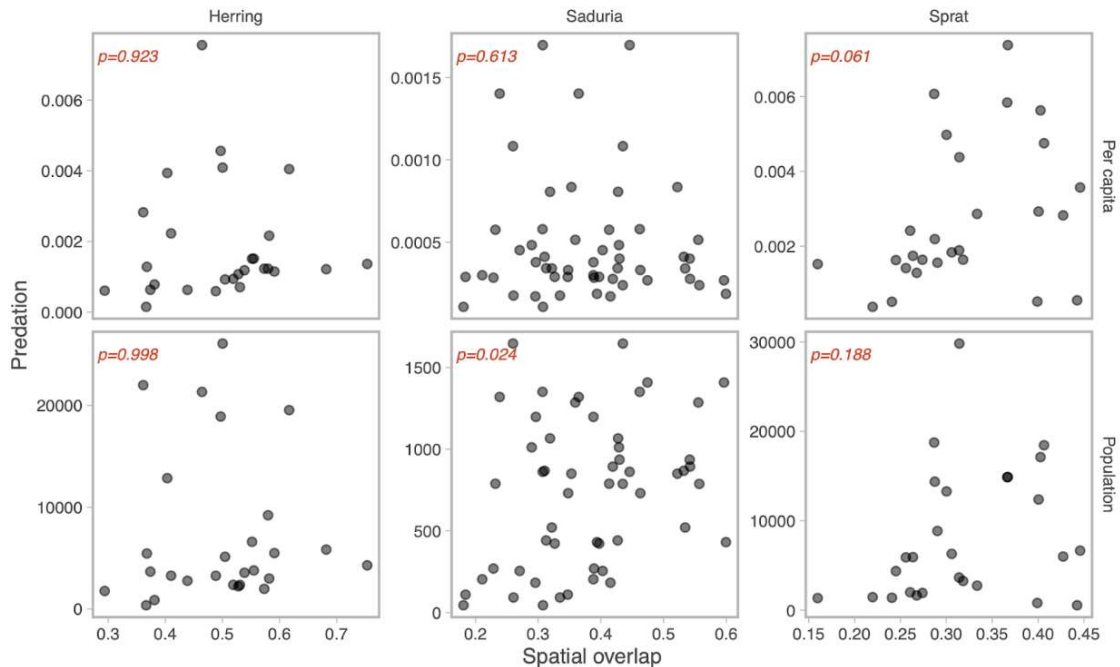 Herring
Saduria
Sprat
p=0.923
p=0.613
p=0.061
0.006
0.004
0.002
0.000
0.0015
0.0010
0.0005
0.006
0.004
0.002
Per capita
Predation
p=0.998
p=0.024
p=0.188
20000
10000
0
1500
1000
500
0
30000
20000
10000
0
Population
0.3 0.4 0.5 0.6 0.7
0.2 0.3 0.4 0.5 0.6
0.15 0.20 0.25 0.30 0.35 0.40 0.45
Spatial overlap